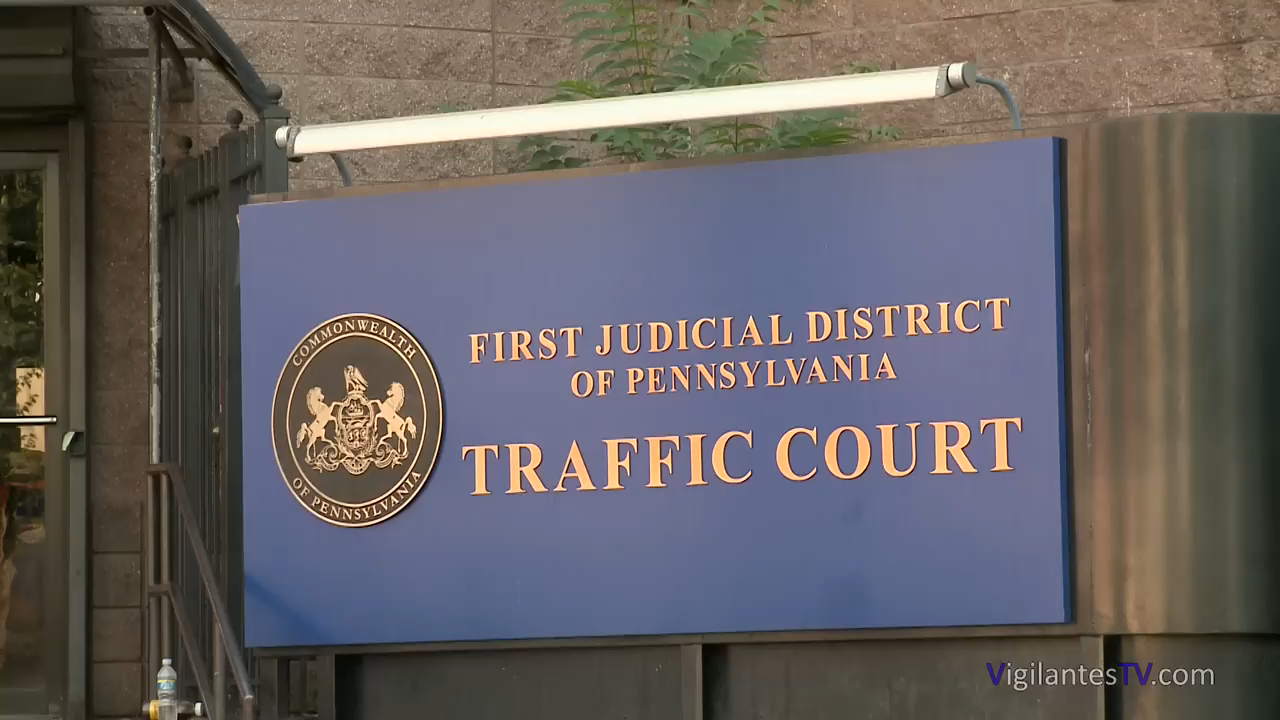 COMMONWEALTH
OF PENNSYLVANIA
FIRST JUDICIAL DISTRICT
OF PENNSYLVANIA
TRAFFIC COURT
VigilantesTV.com